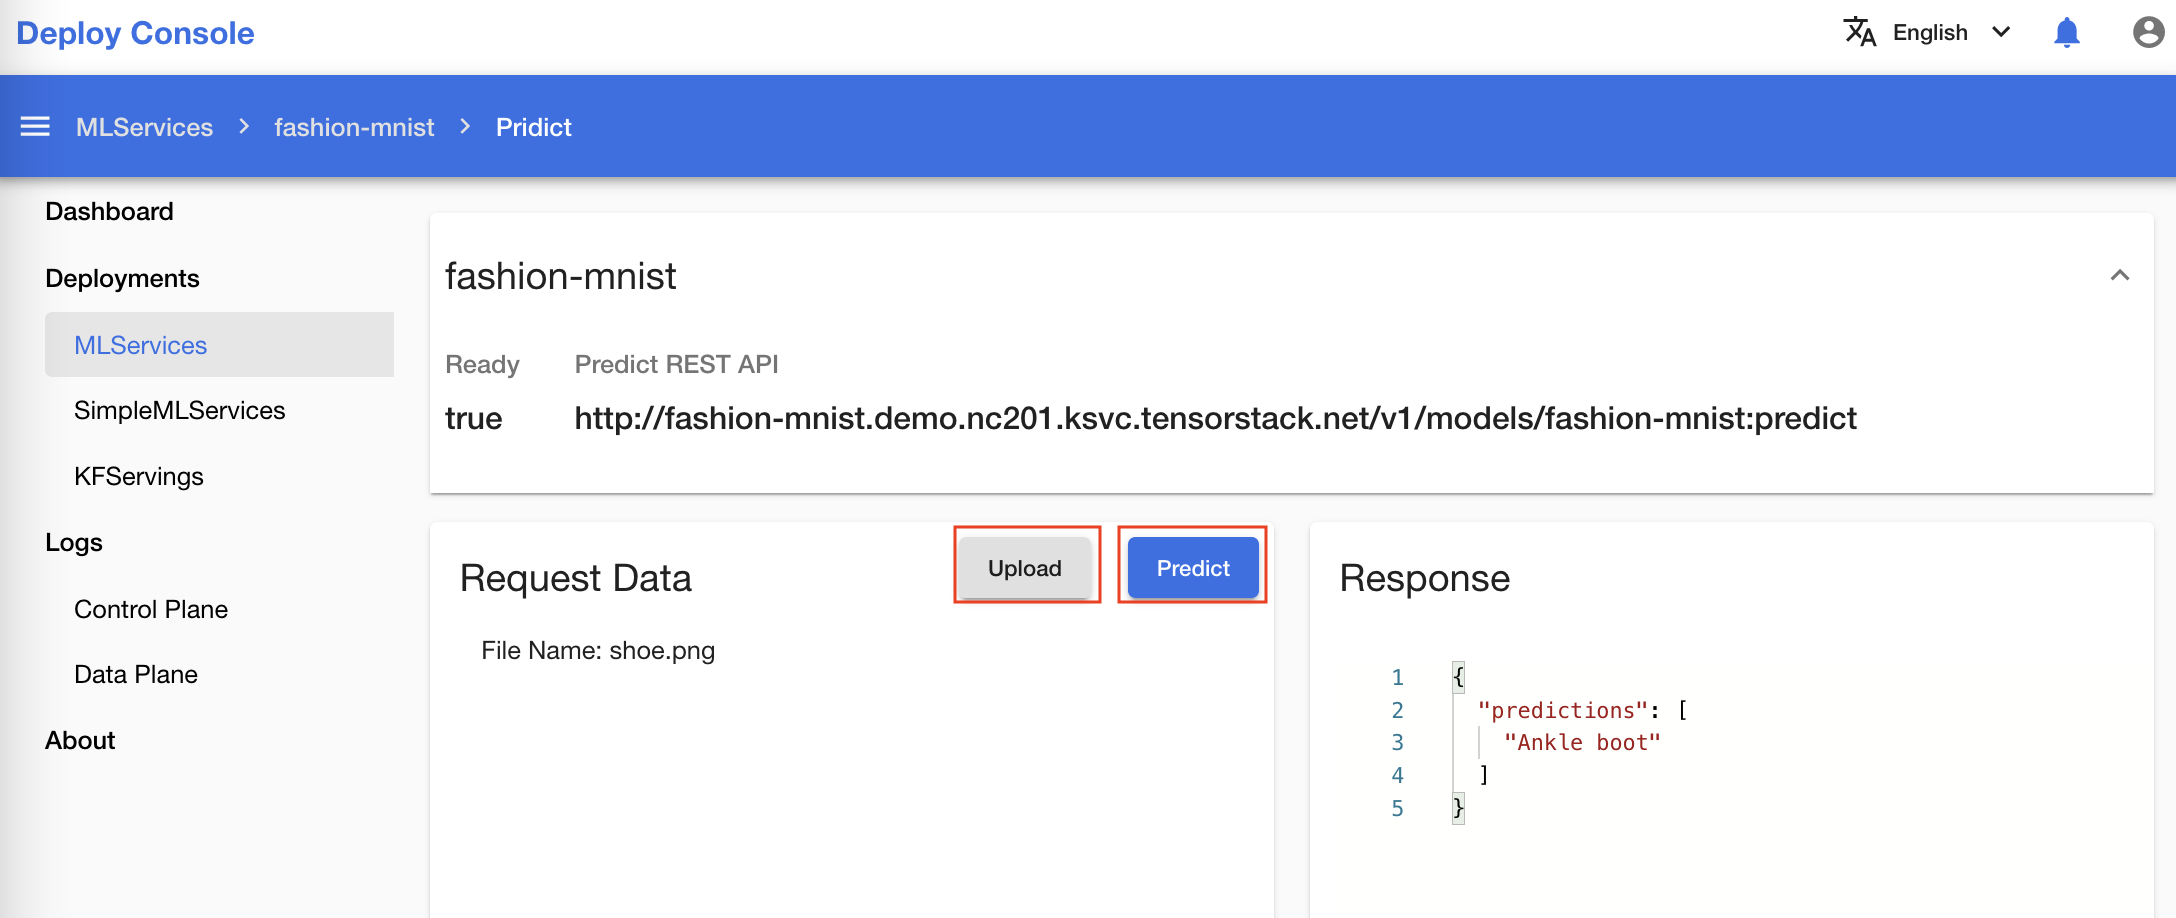 Deploy Console
English
MLServices > fashion-mnist > Pridict
Dashboard
Deployments
MLServices
SimpleMLServices
KFServings
Logs
Control Plane
Data Plane
About
fashion-mnist
Ready Predict REST API
true http://fashion-mnist.demo.nc201.ksvc.tensorstack.net/v1/models/fashion-mnist:predict
Request Data
Upload
Predict
File Name: shoe.png
Response
1 {
2 "predictions": [
3 "Ankle boot"
4 ]
5 }